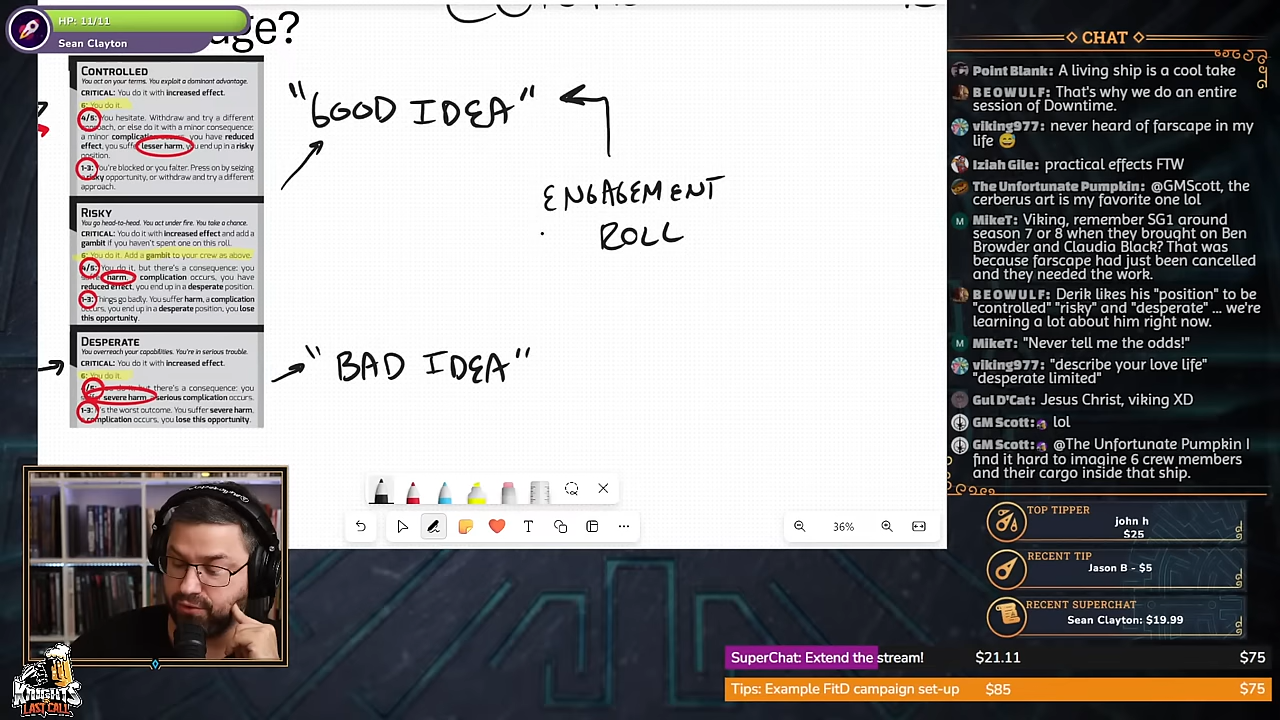 HP: 11/11
Sean Clayton
age?
CONTROLLED
You act on your terms. You exploit a dominant advantage.
CRITICAL: You do it with increased effect.
6: You do it.
4/5: You hesitate. Withdraw and try a different
approach, or else do it with a minor consequence:
a minor complication occurs, you have reduced
effect, you suffer lesser harm, you end up in a risky
position.
1-3: You're blocked or you falter. Press on by seizing
a risky opportunity, or withdraw and try a different
approach.
RISKY
You go head-to-head. You act under fire. You take a chance.
CRITICAL: You do it with increased effect and add a
gambit if you haven't spent one on this roll.
6: You do it. Add a gambit to your crew as above.
4/5: You do it, but there's a consequence: you
suffer harm, a complication occurs, you have
reduced effect, you end up in a desperate position.
1-3: Things go badly. You suffer harm, a complication
occurs, you end up in a desperate position, you lose
this opportunity.
DESPERATE
You overreach your capabilities. You're in serious trouble.
CRITICAL: You do it with increased effect.
6: You do it.
4/5: You do it, but there's a consequence: you
suffer severe harm, a serious complication occurs.
1-3: It's the worst outcome. You suffer severe harm,
complication occurs, you lose this opportunity.
"GOOD IDEA"
ENGAGEMENT
ROLL
"BAD IDEA"
T
36%
CHAT
Point Blank: A living ship is a cool take
BEOWULF: That's why we do an entire
session of Downtime.
viking977: never heard of farscape in my
life 😅
Iziah Gile: practical effects FTW
The Unfortunate Pumpkin: @GMScott, the
cerberus art is my favorite one lol
M MikeT: Viking, remember SG1 around
season 7 or 8 when they brought on Ben
Browder and Claudia Black? That was
because farscape had just been cancelled
and they needed the work.
BEOWULF: Derik likes his "position" to be
"controlled" "risky" and "desperate" ... we're
learning a lot about him right now.
M MikeT: "Never tell me the odds!"
viking977: "describe your love life"
"desperate limited"
Gul D'Cat: Jesus Christ, viking XD
GM Scott: lol
GM Scott: @The Unfortunate Pumpkin I
find it hard to imagine 6 crew members
and their cargo inside that ship.
TOP TIPPER
john h
$25
RECENT TIP
Jason B - $5
RECENT SUPERCHAT
Sean Clayton: $19.99
SuperChat: Extend the stream! $21.11 $75
Tips: Example FitD campaign set-up $85 $75
KNIGHTS
OF
LAST CALL